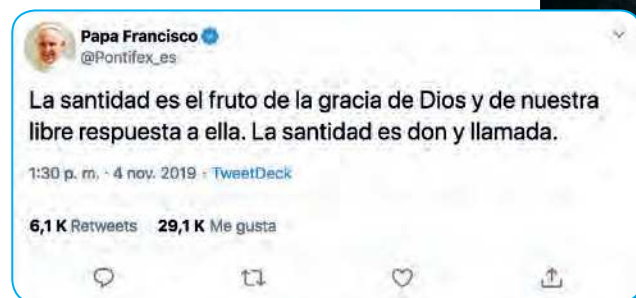 Papa Francisco
@Pontifex_es
La santidad es el fruto de la gracia de Dios y de nuestra
libre respuesta a ella. La santidad es don y llamada.
1:30 p. m. · 4 nov. 2019 · TweetDeck
6,1 K Retweets 29,1 K Me gusta